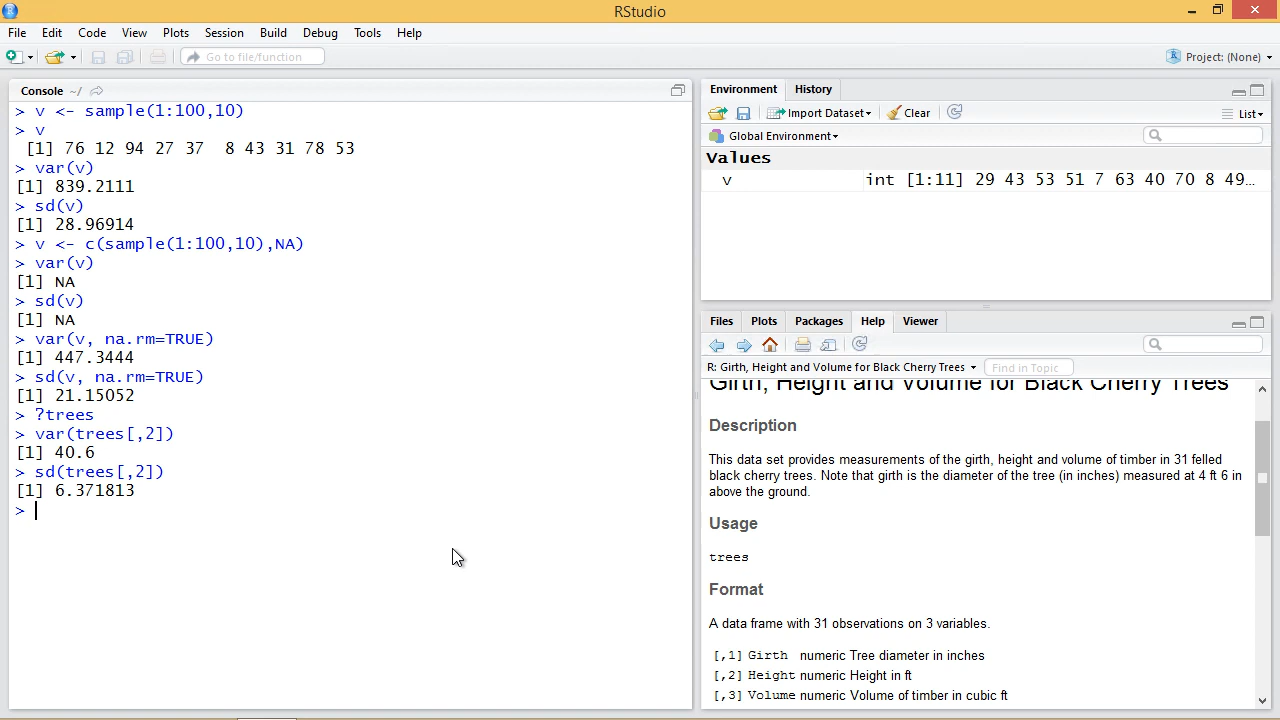 RStudio
File Edit Code View Plots Session Build Debug Tools Help
Go to file/function
Project: (None)
Console ~/
> v <- sample(1:100,10)
> v
[1] 76 12 94 27 37  8 43 31 78 53
> var(v)
[1] 839.2111
> sd(v)
[1] 28.96914
> v <- c(sample(1:100,10),NA)
> var(v)
[1] NA
> sd(v)
[1] NA
> var(v, na.rm=TRUE)
[1] 447.3444
> sd(v, na.rm=TRUE)
[1] 21.15052
> ?trees
> var(trees[,2])
[1] 40.6
> sd(trees[,2])
[1] 6.371813
>
Environment History
Import Dataset Clear List
Global Environment
Values
v int [1:11] 29 43 53 51 7 63 40 70 8 49...
Files Plots Packages Help Viewer
R: Girth, Height and Volume for Black Cherry Trees Find in Topic
Girth, Height and Volume for Black Cherry Trees
Description
This data set provides measurements of the girth, height and volume of timber in 31 felled
black cherry trees. Note that girth is the diameter of the tree (in inches) measured at 4 ft 6 in
above the ground.
Usage
trees
Format
A data frame with 31 observations on 3 variables.
[,1] Girth numeric Tree diameter in inches
[,2] Height numeric Height in ft
[,3] Volume numeric Volume of timber in cubic ft